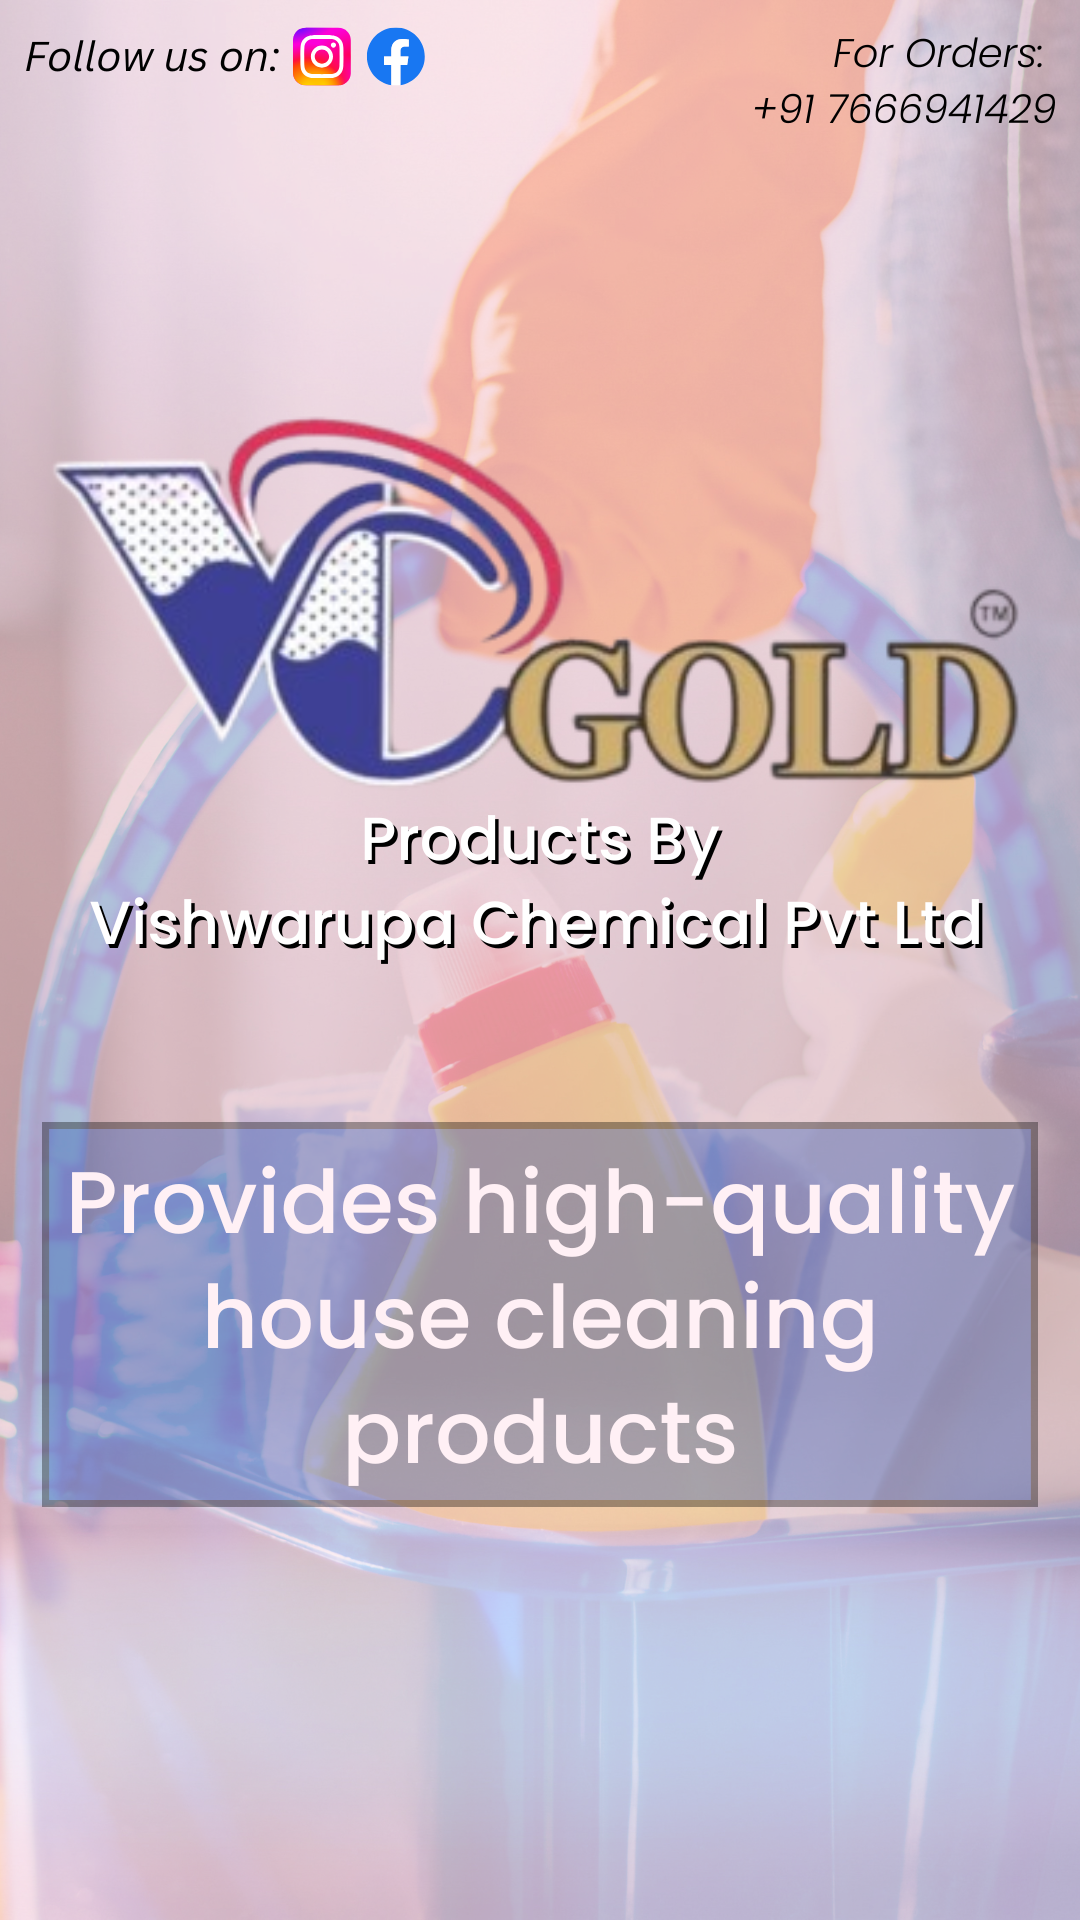 Follow us on:
For Orders:
+91 7666941429
VC GOLD
TM
Products By
Vishwarupa Chemical Pvt Ltd
Provides high-quality
house cleaning
products